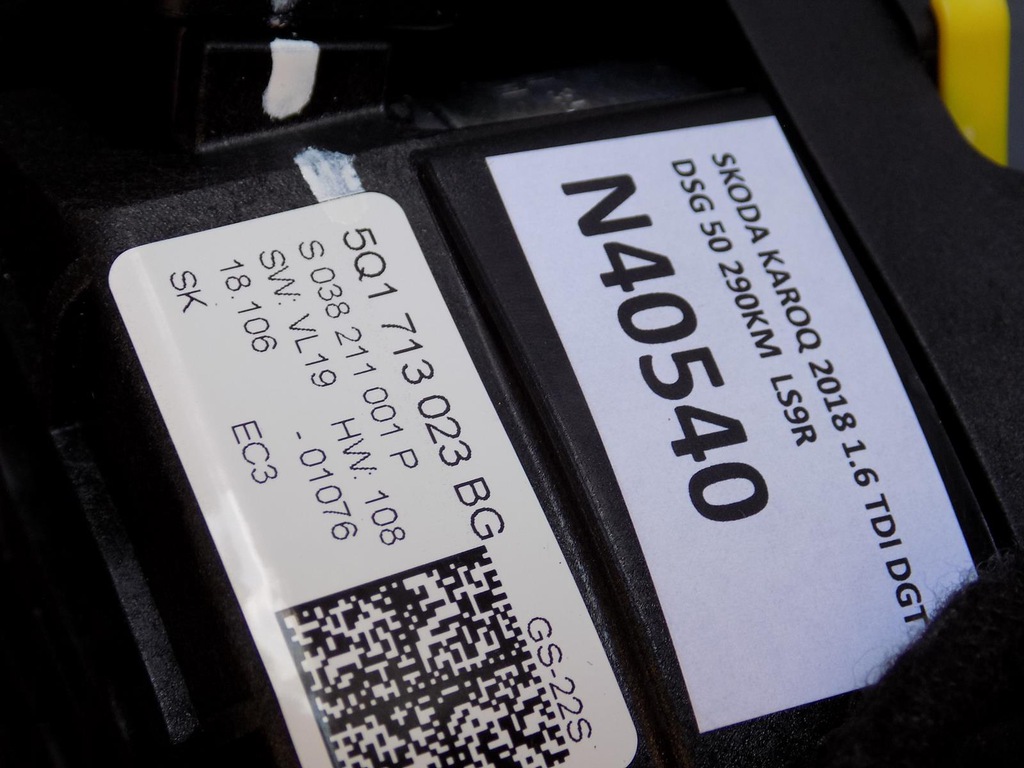 5Q1 713 023 BG
S 038 211 001 P
SW: VL19 HW: 108
18.106 - 01076
SK EC3
GS-22S
SKODA KAROQ 2018 1.6 TDI DGT
DSG 50 290KM LS9R
N40540